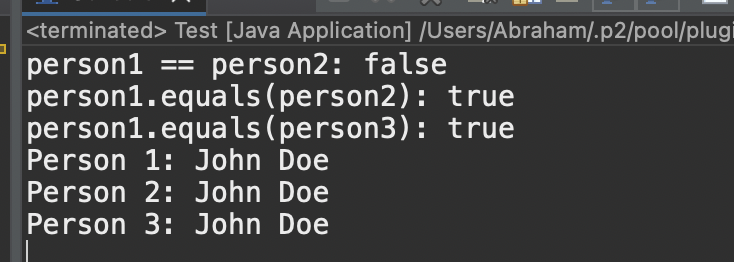 <terminated> Test [Java Application] /Users/Abraham/.p2/pool/plugi
person1 == person2: false
person1.equals(person2): true
person1.equals(person3): true
Person 1: John Doe
Person 2: John Doe
Person 3: John Doe